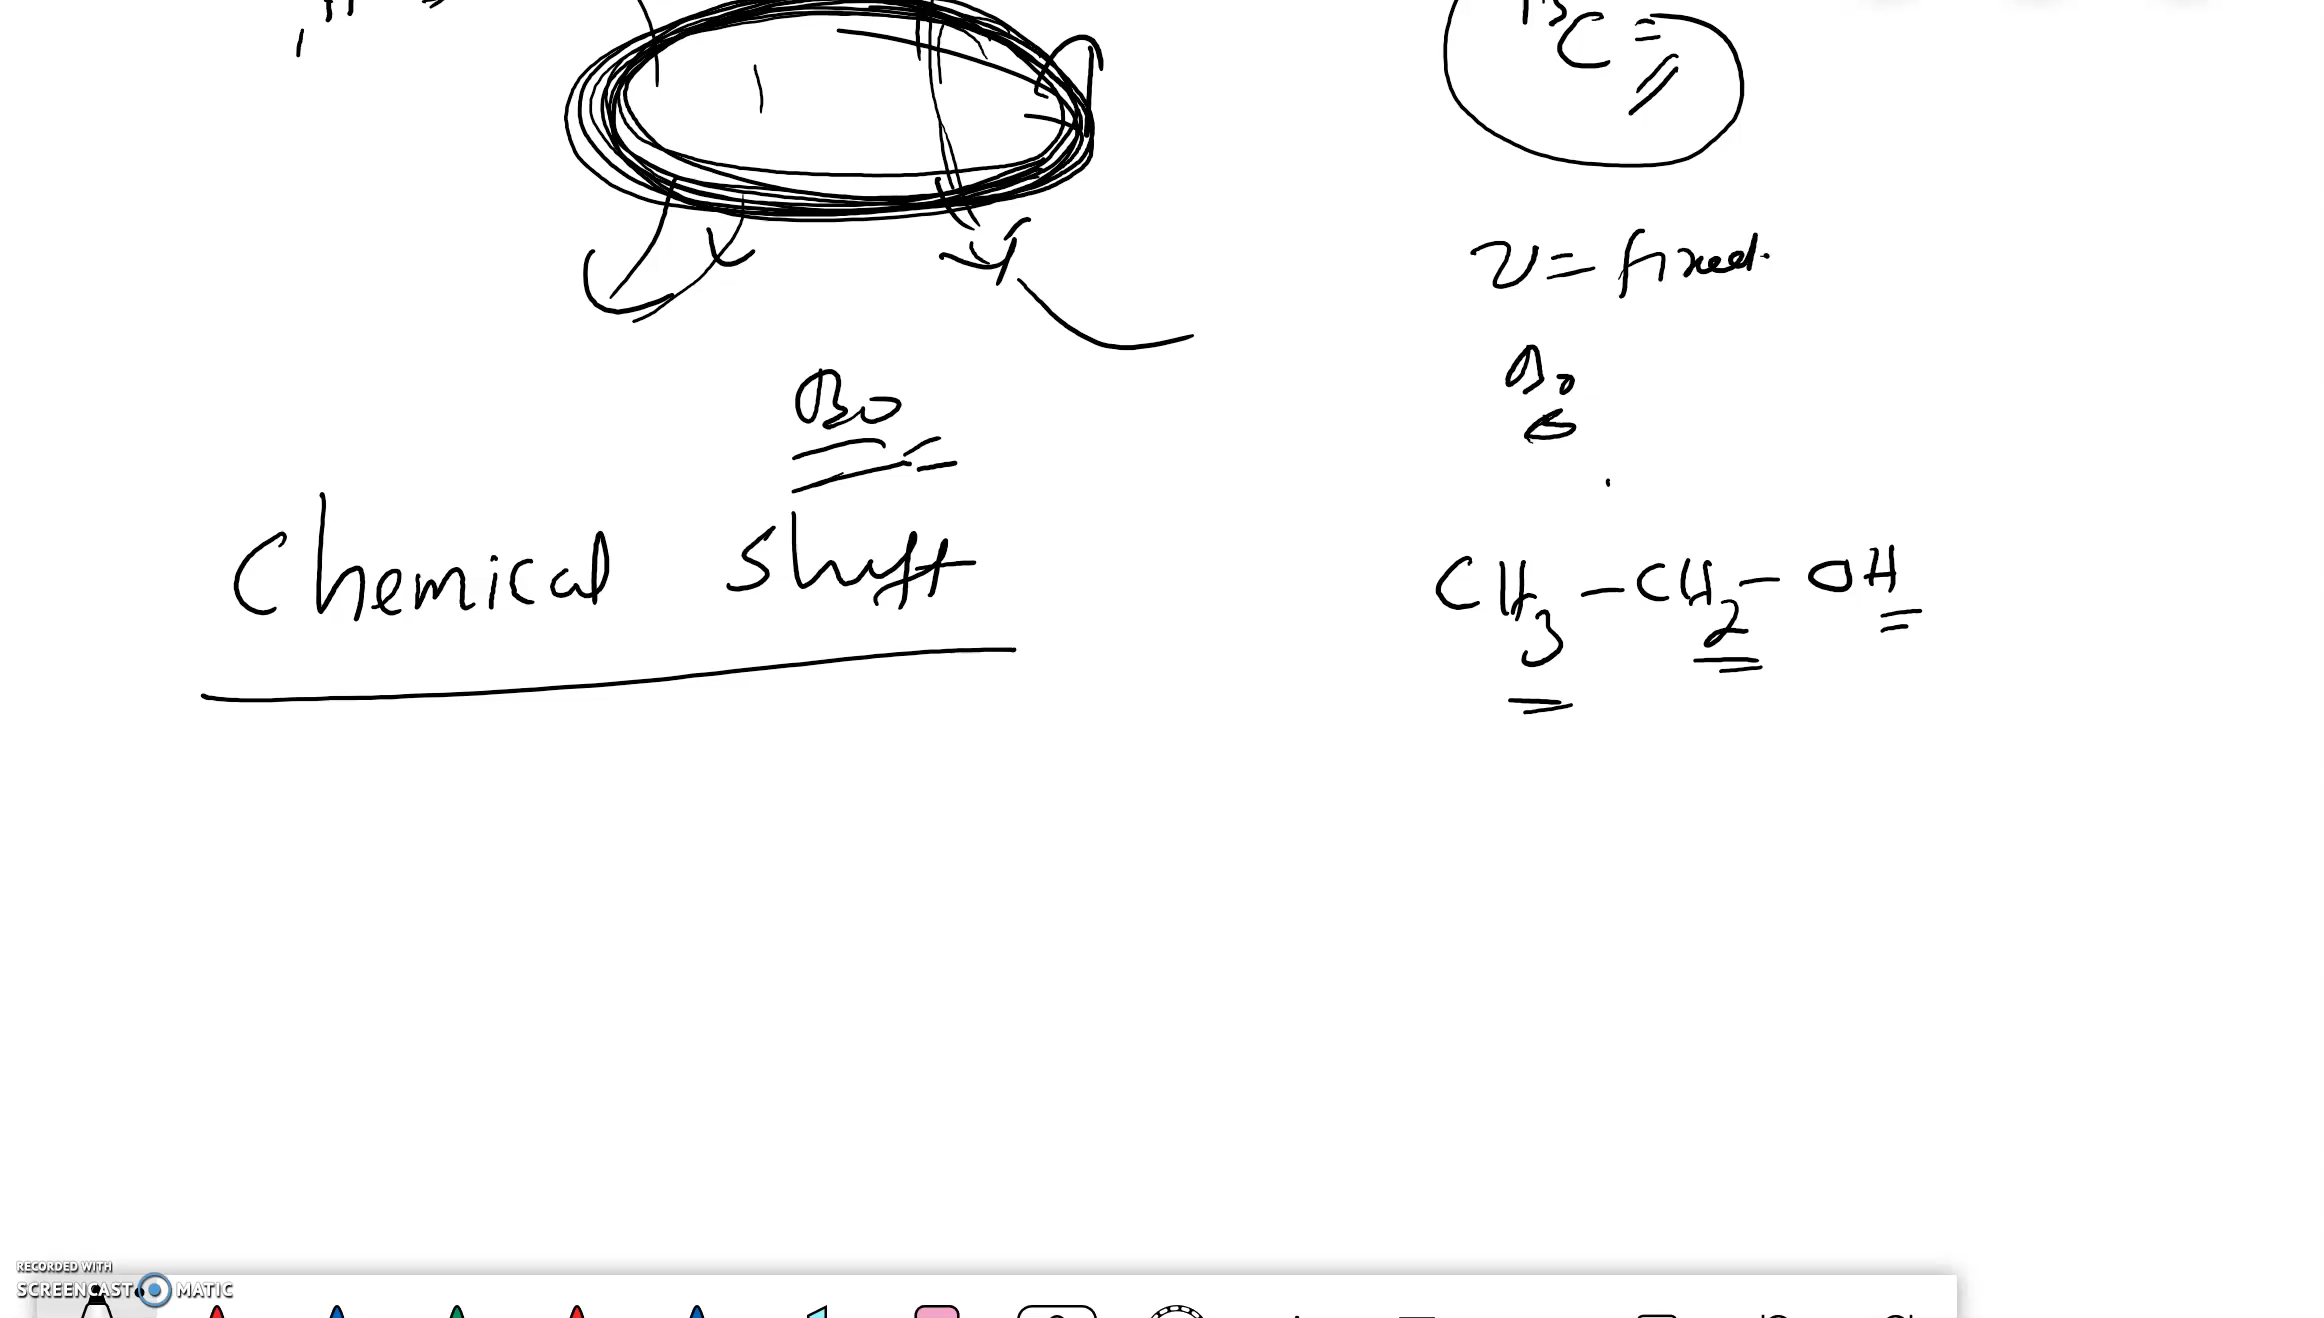 13C =
ν = fixed.
B0
B0
Chemical shift
CH3 - CH2 - OH
RECORDED WITH
SCREENCAST MATIC